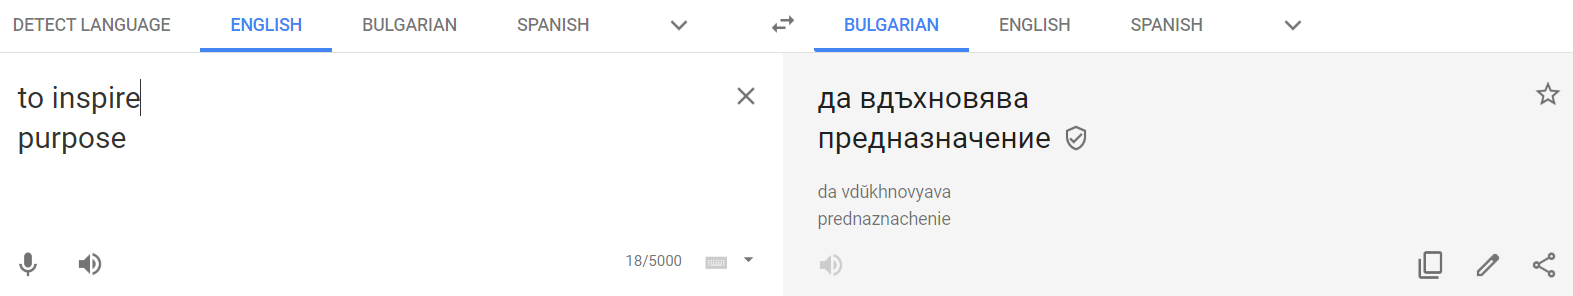 DETECT LANGUAGE ENGLISH BULGARIAN SPANISH BULGARIAN ENGLISH SPANISH
to inspire
purpose
18/5000
да вдъхновява
предназначение
da vdŭkhnovyava
prednaznachenie